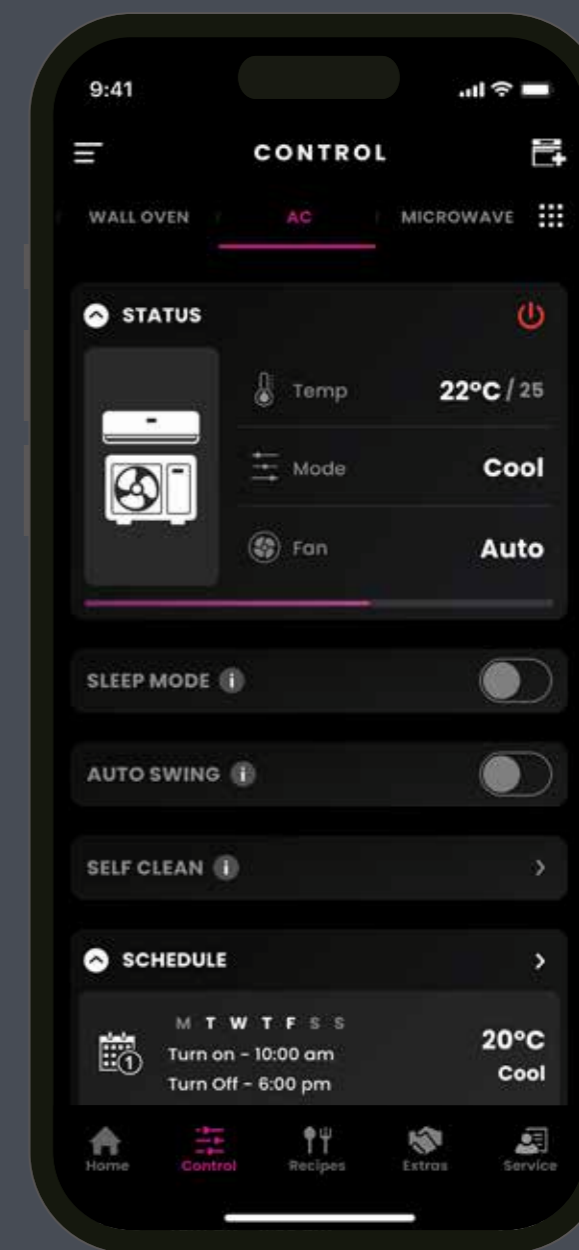 9:41
CONTROL
WALL OVEN AC MICROWAVE
STATUS
Temp 22°C / 25
Mode Cool
Fan Auto
SLEEP MODE i
AUTO SWING i
SELF CLEAN i
SCHEDULE
M T W T F S S
Turn on - 10:00 am
Turn Off - 6:00 pm
20°C
Cool
1
Home Control Recipes Extras Service